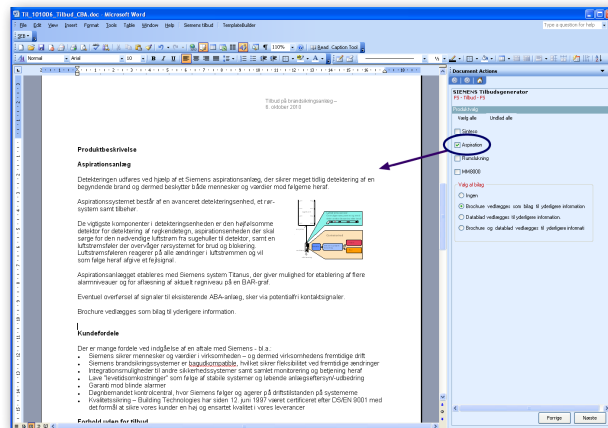 Til_101006_Tilbud_CBA.doc - Microsoft Word
File Edit View Insert Format Tools Table Window Help Siemens tilbud TemplateBuilder
Type a question for help
Normal Arial 10 B I U 100% Read Caption Tool
Tilbud på brandsikringsanlæg –
6. oktober 2010
Produktbeskrivelse
Aspirationsanlæg
Detekteringen udføres ved hjælp af et Siemens aspirationsanlæg, der sikrer meget tidlig detektering af en
begyndende brand og dermed beskytter både mennesker og værdier mod følgerne heraf.
Aspirationssystemet består af en avanceret detekteringsenhed, et rør-
system samt tilbehør.
De vigtigste komponenter i detekteringsenheden er den højfølsomme
detektor for detektering af røgkendetegn, aspirationsenheden der skal
sørge for den nødvendige luftstrøm fra sugehuller til detektor, samt en
luftstrømsføler der overvåger rørsystemet for brud og blokering.
Luftstrømsføleren reagerer på alle ændringer i luftstrømmen og vil
som følge heraf afgive et fejlsignal.
Aspirationsanlægget etableres med Siemens system Titanus, der giver mulighed for etablering af flere
alarmniveauer og for aflæsning af aktuelt røgniveau på en BAR-graf.
Eventuel overførsel af signaler til eksisterende ABA-anlæg, sker via potentialfri kontaktsignaler.
Brochure vedlægges som bilag til yderligere information.
Kundefordele
Der er mange fordele ved indgåelse af en aftale med Siemens - bl.a.:
• Siemens sikrer mennesker og værdier i virksomheden – og dermed virksomhedens fremtidige drift
• Siemens brandsikringssystemer er bagudkompatible, hvilket sikrer fleksibilitet ved fremtidige ændringer
• Integrationsmuligheder til andre sikkerhedssystemer samt samlet monitorering og betjening heraf
• Lave "levetidsomkostninger" som følge af stabile systemer og løbende anlægseftersyn/-udbedring
• Garanti mod blinde alarmer
• Døgnbemandet kontrolcentral, hvor Siemens følger og agerer på driftstilstanden på systemerne
• Kvalitetssikring – Building Technologies har siden 12. juni 1997 været certificeret efter DS/EN 9001 med
det formål at sikre vores kunder en høj og ensartet kvalitet i vores leverancer
Forhold uden for tilbud
Document Actions
SIEMENS Tilbudsgenerator
FS - Tilbud - FS
Produktvalg
Vælg alle Undlad alle
Sinteso
Aspiration
Rumslukning
MM8000
Valg af bilag
Ingen
Brochure vedlægges som bilag til yderligere information
Datablad vedlægges til yderligere information.
Brochure og datablad vedlægges til yderligere informati
Forrige Næste